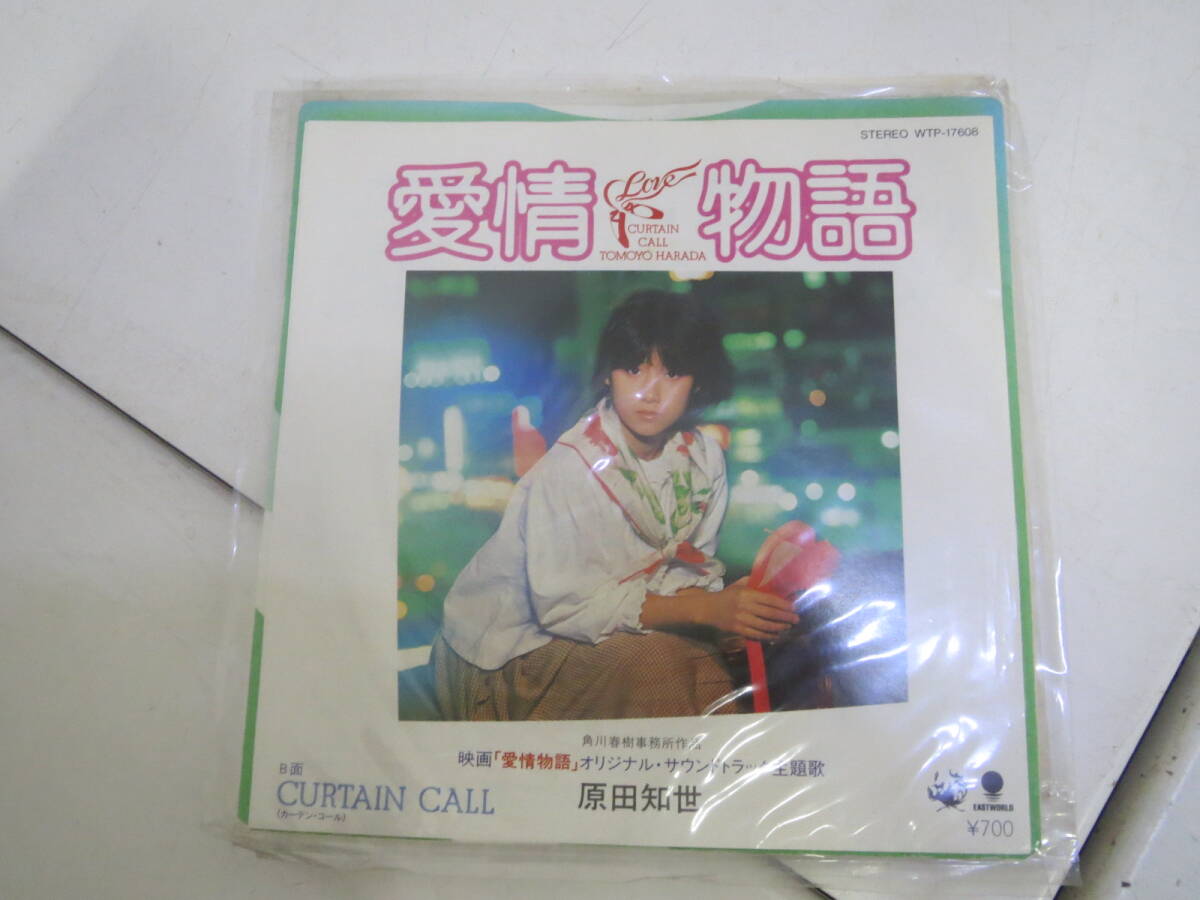 STEREO WTP-17608
愛情物語
Love
CURTAIN
CALL
TOMOYO HARADA
角川春樹事務所作品
映画「愛情物語」オリジナル・サウンドトラック主題歌
B面
CURTAIN CALL
(カーテン・コール)
原田知世
EASTWORLD
¥700